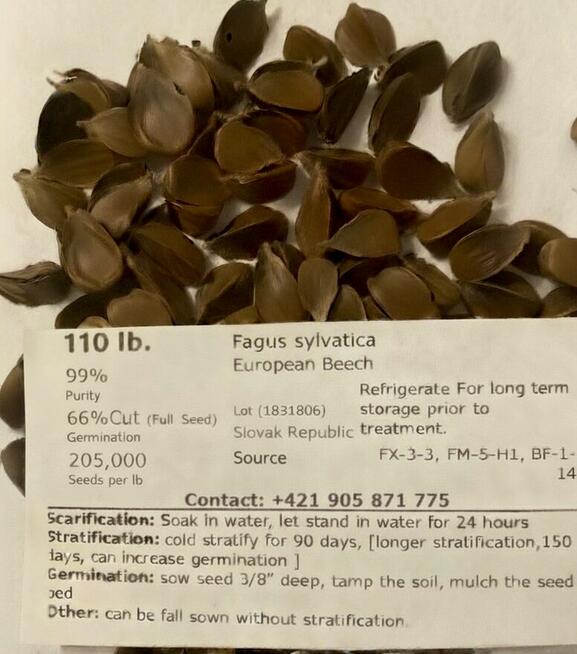 110 lb.
Fagus sylvatica
European Beech
99%
Purity
66%Cut (Full Seed)
Germination
205,000
Seeds per lb
Lot (1831806)
Slovak Republic
Source
Refrigerate For long term
storage prior to
treatment.
FX-3-3, FM-5-H1, BF-1-
14
Contact: +421 905 871 775
Scarification: Soak in water, let stand in water for 24 hours
Stratification: cold stratify for 90 days, [longer stratification,150
days, can increase germination ]
Germination: sow seed 3/8” deep, tamp the soil, mulch the seed
bed
Other: can be fall sown without stratification.